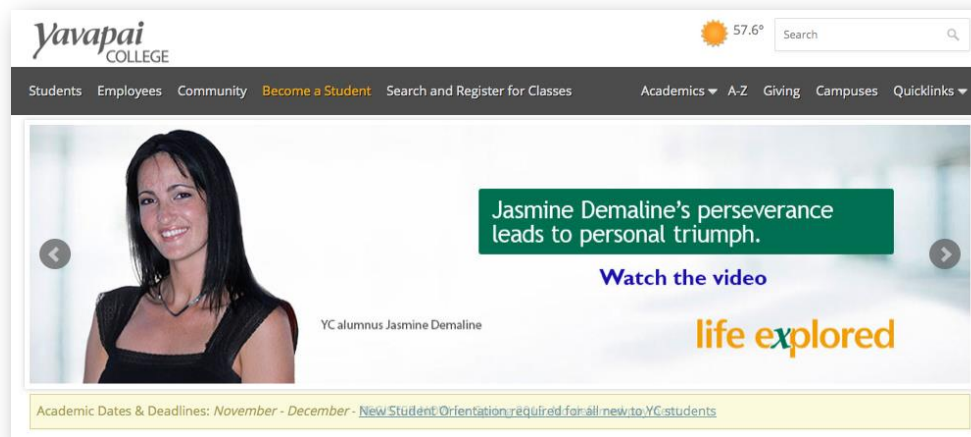 Yavapai
COLLEGE
57.6°
Search
Students Employees Community Become a Student Search and Register for Classes Academics A-Z Giving Campuses Quicklinks
Jasmine Demaline's perseverance
leads to personal triumph.
Watch the video
YC alumnus Jasmine Demaline
life explored
Academic Dates & Deadlines: November - December - New Student Orientation required for all new to YC students